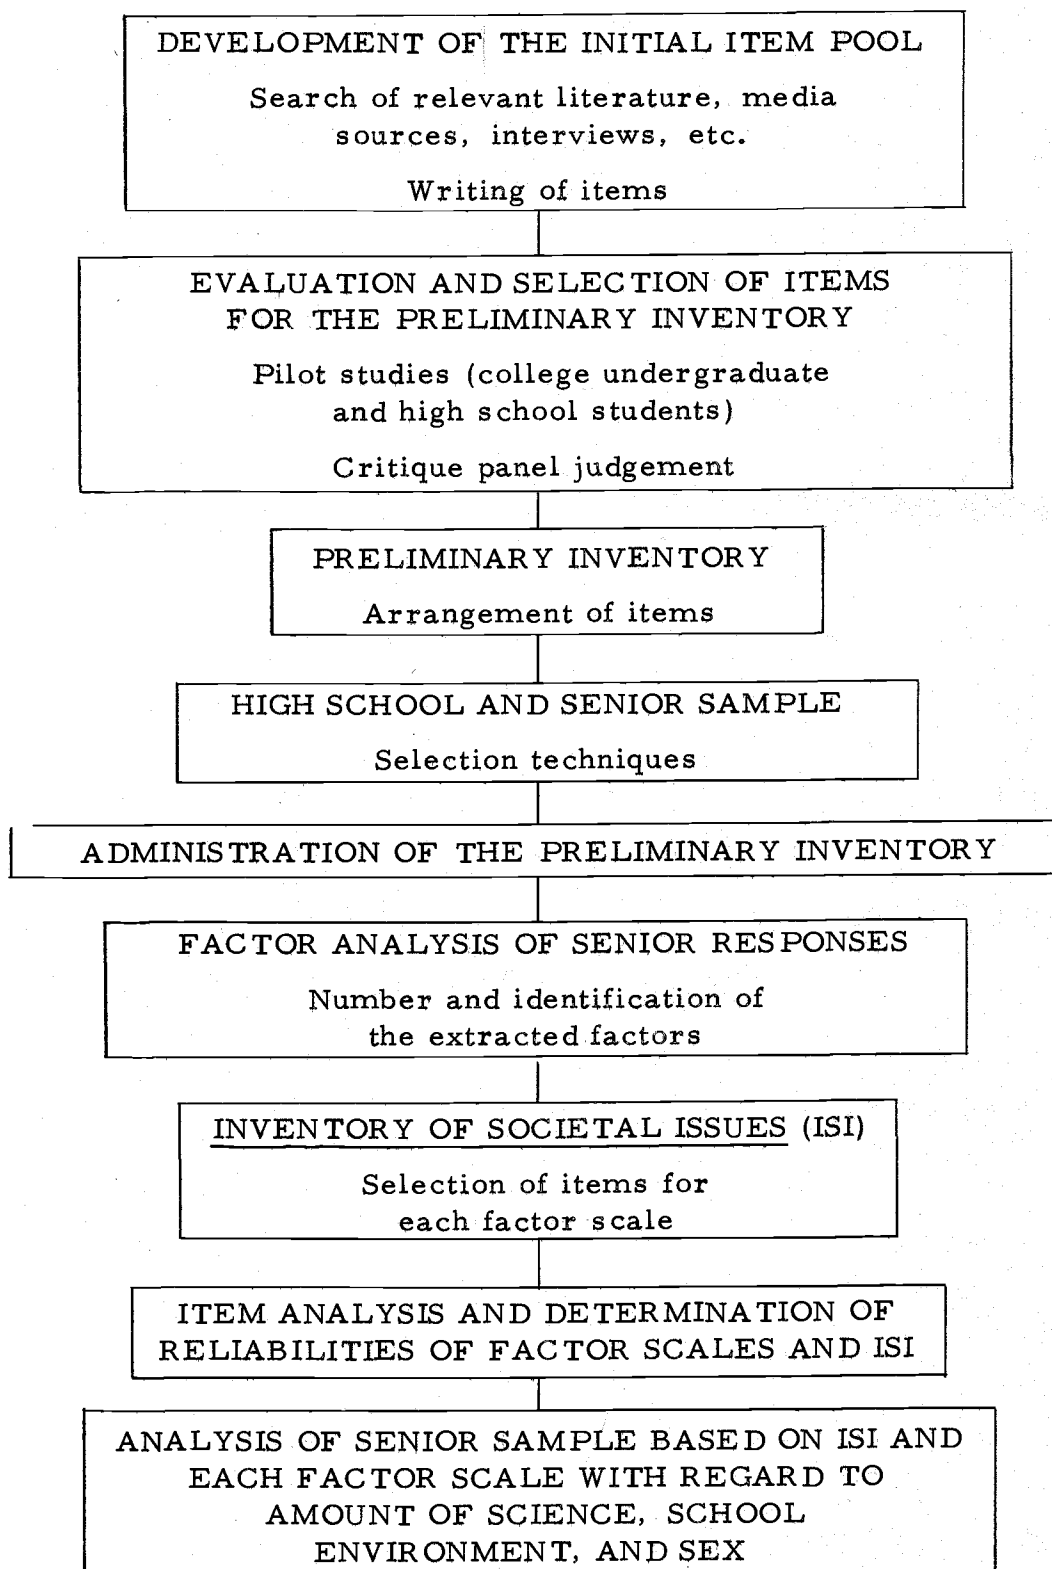 DEVELOPMENT OF THE INITIAL ITEM POOL
Search of relevant literature, media
sources, interviews, etc.
Writing of items
EVALUATION AND SELECTION OF ITEMS
FOR THE PRELIMINARY INVENTORY
Pilot studies (college undergraduate
and high school students)
Critique panel judgement
PRELIMINARY INVENTORY
Arrangement of items
HIGH SCHOOL AND SENIOR SAMPLE
Selection techniques
ADMINISTRATION OF THE PRELIMINARY INVENTORY
FACTOR ANALYSIS OF SENIOR RESPONSES
Number and identification of
the extracted factors
INVENTORY OF SOCIETAL ISSUES (ISI)
Selection of items for
each factor scale
ITEM ANALYSIS AND DETERMINATION OF
RELIABILITIES OF FACTOR SCALES AND ISI
ANALYSIS OF SENIOR SAMPLE BASED ON ISI AND
EACH FACTOR SCALE WITH REGARD TO
AMOUNT OF SCIENCE, SCHOOL
ENVIRONMENT, AND SEX